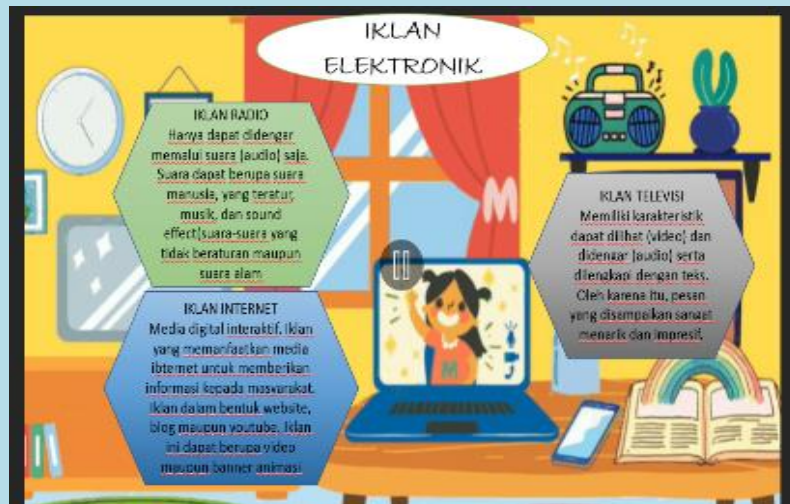 IKLAN
ELEKTRONIK
IKLAN RADIO
Hanya dapat didengar
memalui suara (audio) saja.
Suara dapat berupa suara
manusia, yang teratur,
musik, dan sound
effect(suara-suara yang
tidak beraturan maupun
suara alam
IKLAN TELEVISI
Memiliki karakteristik
dapat dilihat (video) dan
didengar (audio) serta
dilengkapi dengan teks.
Oleh karena itu, pesan
yang disampaikan sangat
menarik dan impresif.
IKLAN INTERNET
Media digital interaktif. Iklan
yang memanfaatkan media
ibternet untuk memberikan
informasi kepada masyarakat.
Iklan dalam bentuk website,
blog maupun youtube. Iklan
ini dapat berupa video
maupun banner animasi
M
M